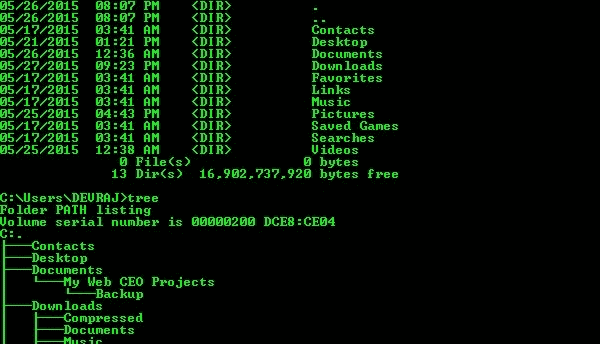 05/26/2015  08:07 PM    <DIR>          .
05/26/2015  08:07 PM    <DIR>          ..
05/17/2015  03:41 AM    <DIR>          Contacts
05/21/2015  01:21 PM    <DIR>          Desktop
05/26/2015  12:36 AM    <DIR>          Documents
05/27/2015  09:23 PM    <DIR>          Downloads
05/17/2015  03:41 AM    <DIR>          Favorites
05/17/2015  03:41 AM    <DIR>          Links
05/17/2015  03:41 AM    <DIR>          Music
05/25/2015  04:43 PM    <DIR>          Pictures
05/17/2015  03:41 AM    <DIR>          Saved Games
05/17/2015  03:41 AM    <DIR>          Searches
05/25/2015  12:38 AM    <DIR>          Videos
               0 File(s)              0 bytes
              13 Dir(s)  16,902,737,920 bytes free

C:\Users\DEVRAJ>tree
Folder PATH listing
Volume serial number is 00000200 DCE8:CE04
C:.
├───Contacts
├───Desktop
├───Documents
│   └───My Web CEO Projects
│       └───Backup
├───Downloads
│   ├───Compressed
│   ├───Documents
│   ├───Music